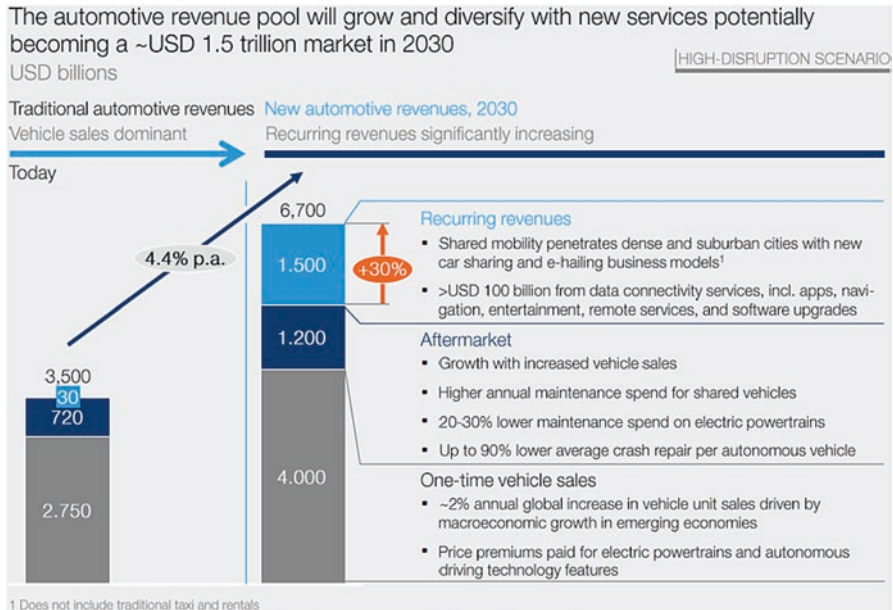 The automotive revenue pool will grow and diversify with new services potentially
becoming a ~USD 1.5 trillion market in 2030
USD billions
HIGH-DISRUPTION SCENARIO
Traditional automotive revenues
Vehicle sales dominant
New automotive revenues, 2030
Recurring revenues significantly increasing
Today
4.4% p.a.
3,500
30
720
2.750
6,700
1.500
1.200
4.000
+30%
Recurring revenues
▪ Shared mobility penetrates dense and suburban cities with new
car sharing and e-hailing business models¹
▪ >USD 100 billion from data connectivity services, incl. apps, navi-
gation, entertainment, remote services, and software upgrades
Aftermarket
▪ Growth with increased vehicle sales
▪ Higher annual maintenance spend for shared vehicles
▪ 20-30% lower maintenance spend on electric powertrains
▪ Up to 90% lower average crash repair per autonomous vehicle
One-time vehicle sales
▪ ~2% annual global increase in vehicle unit sales driven by
macroeconomic growth in emerging economies
▪ Price premiums paid for electric powertrains and autonomous
driving technology features
1 Does not include traditional taxi and rentals